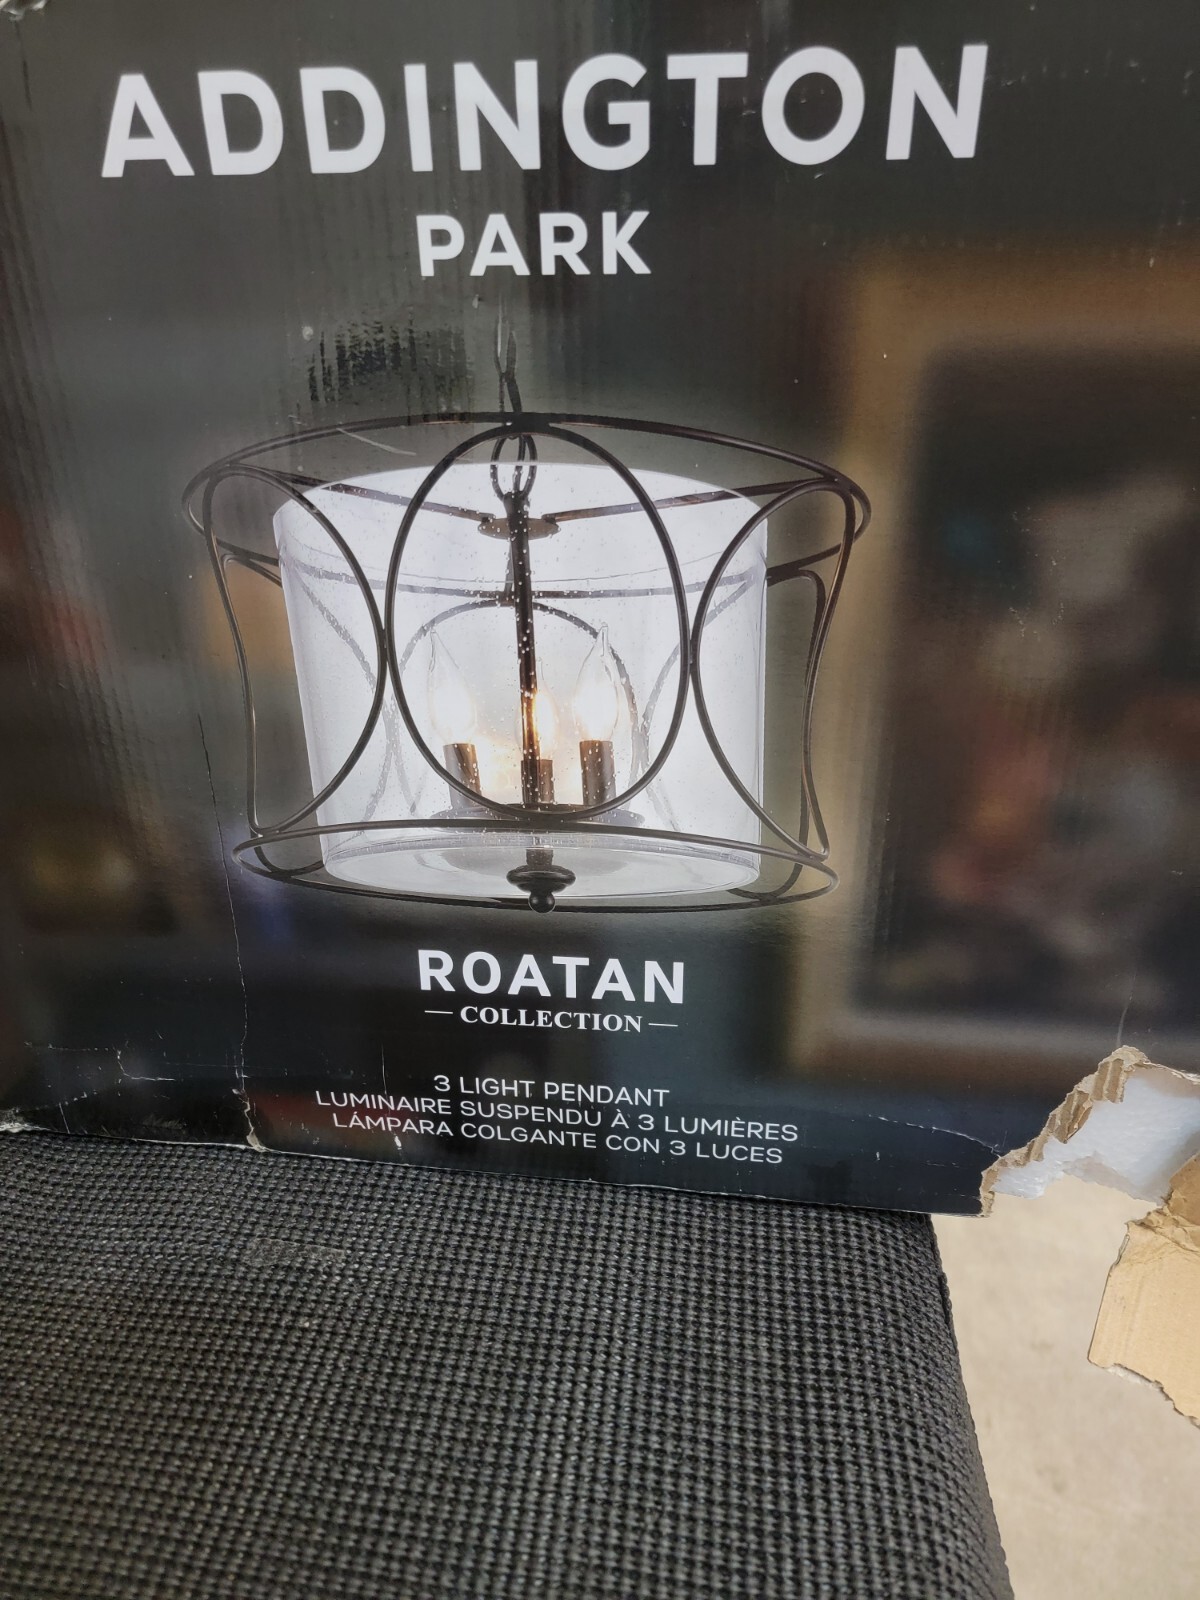 ADDINGTON
PARK
ROATAN
— COLLECTION —
3 LIGHT PENDANT
LUMINAIRE SUSPENDU À 3 LUMIÈRES
LÁMPARA COLGANTE CON 3 LUCES